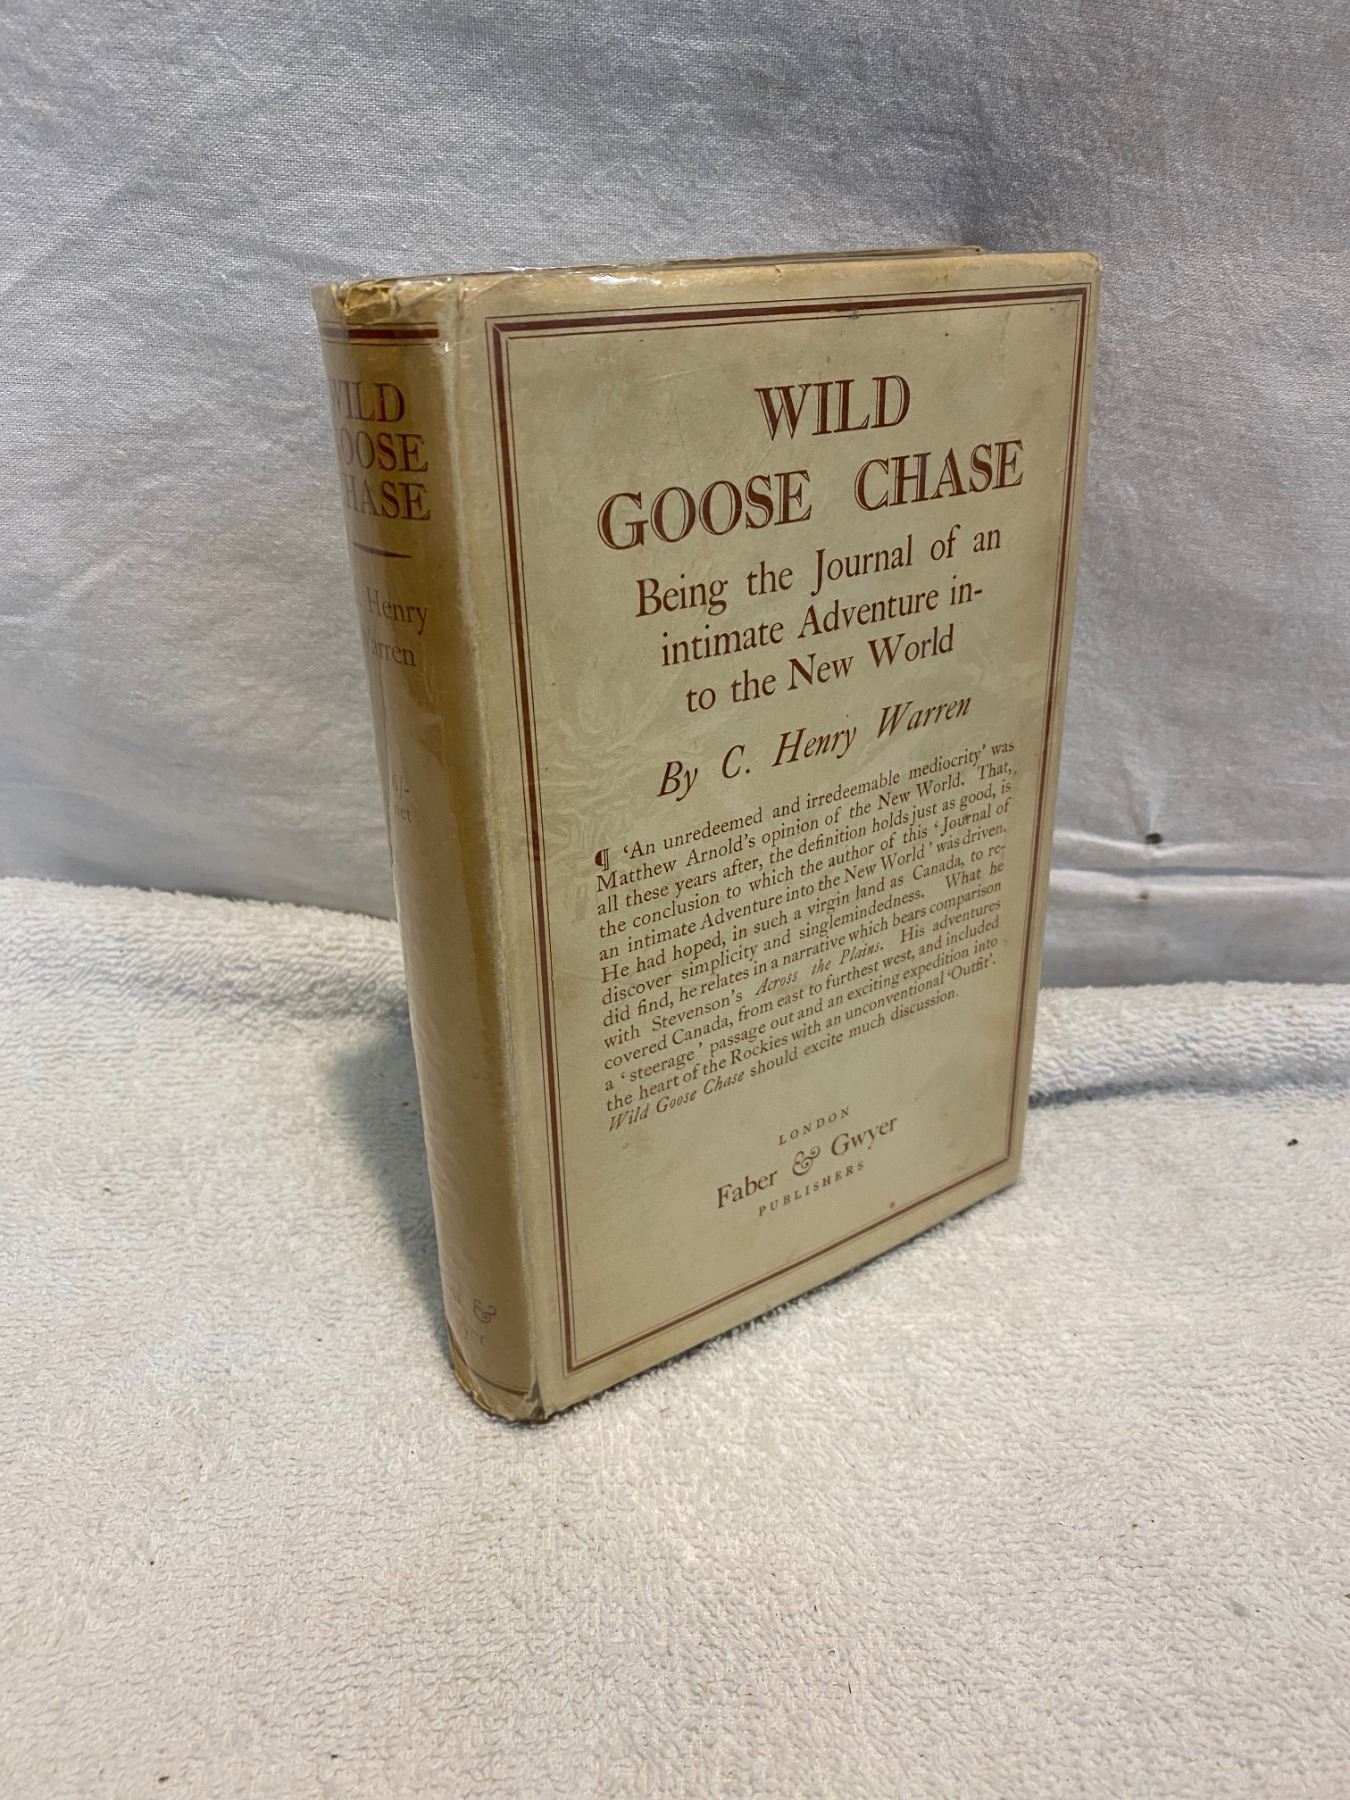 WILD
GOOSE CHASE
Being the Journal of an
intimate Adventure in-
to the New World
By C. Henry Warren
¶ ‘An unredeemed and irredeemable mediocrity’ was
Matthew Arnold’s opinion of the New World. That,
all these years after, the definition holds just as good, is
the conclusion to which the author of this ‘Journal of
an intimate Adventure into the New World’ was driven.
He had hoped, in such a virgin land as Canada, to re-
discover simplicity and singlemindedness. What he
did find, he relates in a narrative which bears comparison
with Stevenson’s Across the Plains. His adventures
covered Canada, from east to furthest west, and included
a ‘steerage’ passage out and an exciting expedition into
the heart of the Rockies with an unconventional ‘Outfit’.
Wild Goose Chase should excite much discussion.
LONDON
Faber & Gwyer
PUBLISHERS
WILD
GOOSE
CHASE
Henry
Warren
6/-
net
&